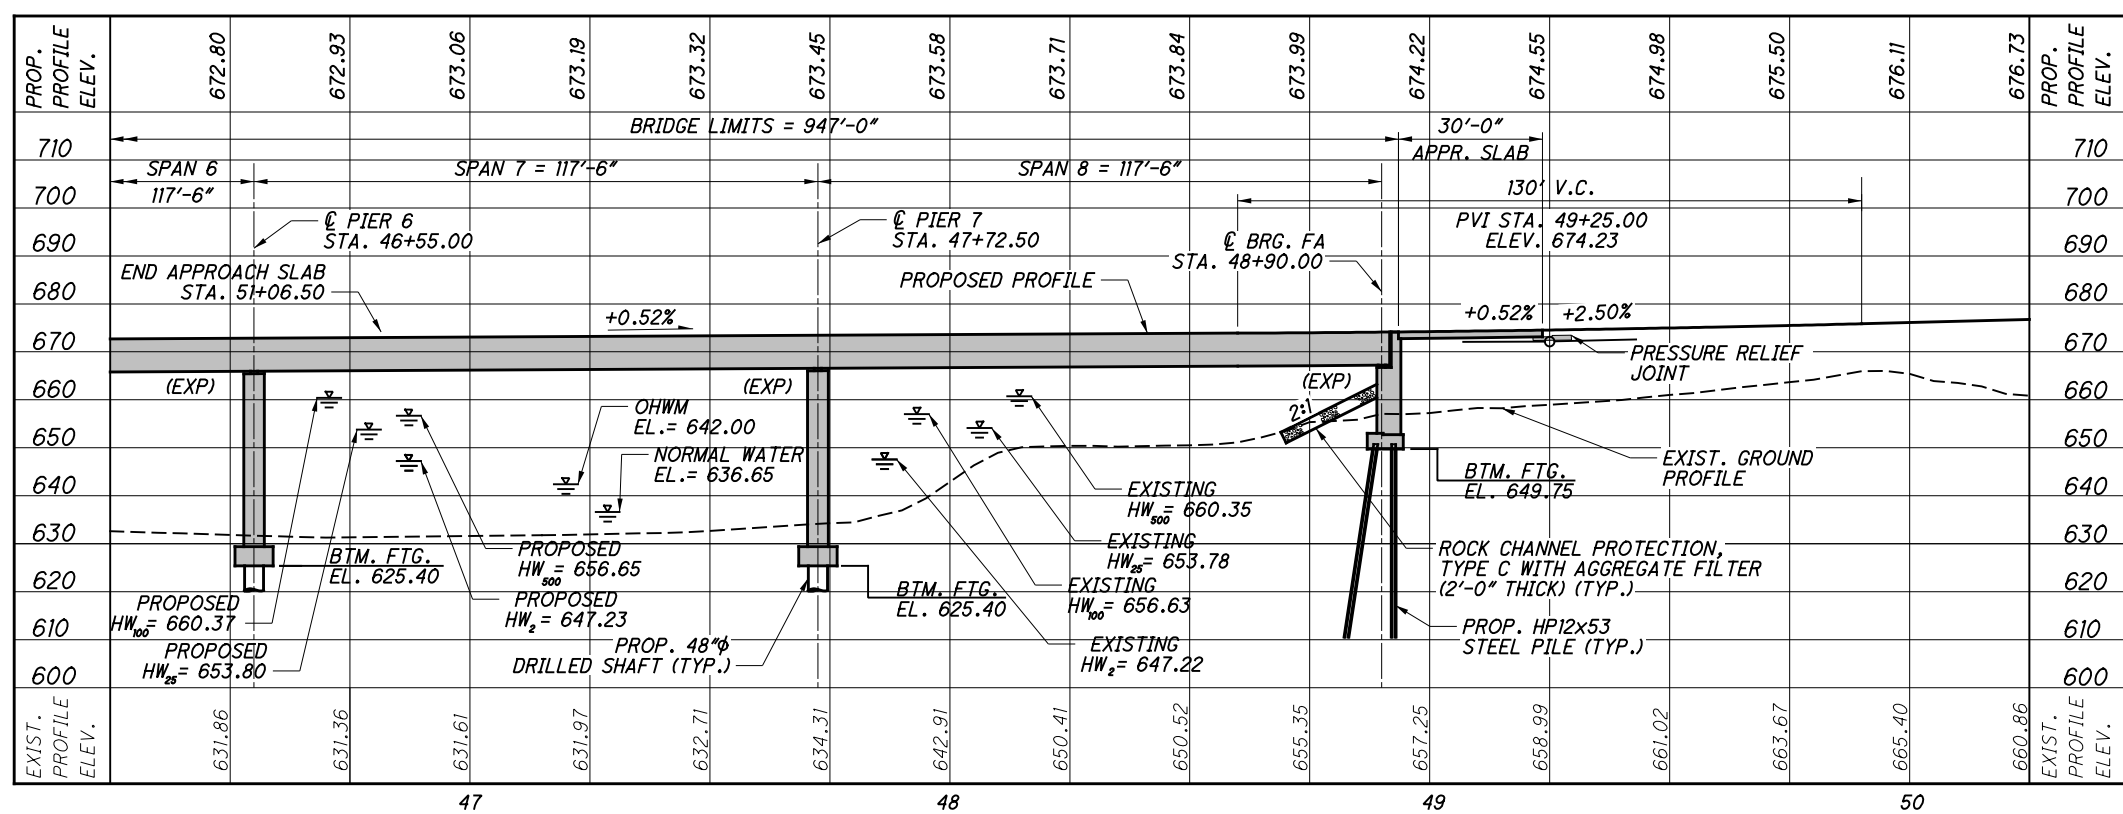 PROP.
PROFILE
ELEV.
672.80
672.93
673.06
673.19
673.32
673.45
673.58
673.71
673.84
673.99
674.22
674.55
674.98
675.50
676.11
676.73
PROP.
PROFILE
ELEV.
BRIDGE LIMITS = 947'-0"
30'-0"
APPR. SLAB
710
710
SPAN 6
117'-6"
SPAN 7 = 117'-6"
SPAN 8 = 117'-6"
130' V.C.
700
700
℄ PIER 6
STA. 46+55.00
℄ PIER 7
STA. 47+72.50
PVI STA. 49+25.00
ELEV. 674.23
690
690
℄ BRG. FA
STA. 48+90.00
END APPROACH SLAB
STA. 51+06.50
PROPOSED PROFILE
680
680
+0.52%
+0.52%
+2.50%
670
670
PRESSURE RELIEF
JOINT
(EXP)
(EXP)
(EXP)
660
660
2:1
OHWM
EL.= 642.00
650
650
NORMAL WATER
EL.= 636.65
EXIST. GROUND
PROFILE
BTM. FTG.
EL. 649.75
640
640
EXISTING
HW500= 660.35
630
630
EXISTING
HW25= 653.78
PROPOSED
HW500= 656.65
BTM. FTG.
EL. 625.40
ROCK CHANNEL PROTECTION,
TYPE C WITH AGGREGATE FILTER
(2'-0" THICK) (TYP.)
620
620
EXISTING
HW100= 656.63
BTM. FTG.
EL. 625.40
PROPOSED
HW100= 660.37
PROPOSED
HW2= 647.23
610
610
PROP. HP12x53
STEEL PILE (TYP.)
PROP. 48"ϕ
DRILLED SHAFT (TYP.)
EXISTING
HW2= 647.22
PROPOSED
HW25= 653.80
600
600
EXIST.
PROFILE
ELEV.
631.86
631.36
631.61
631.97
632.71
634.31
642.91
650.41
650.52
655.35
657.25
658.99
661.02
663.67
665.40
660.86
EXIST.
PROFILE
ELEV.
47
48
49
50